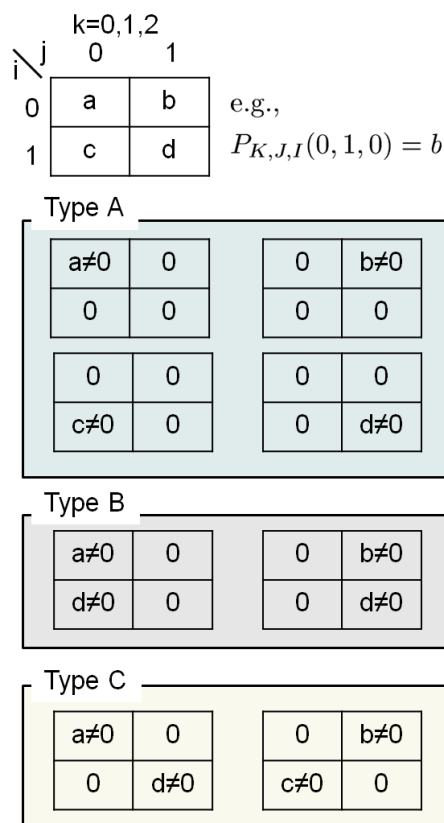 k=0,1,2
i\j 0 1
0 a b
1 c d
e.g.,
P_{K,J,I}(0,1,0) = b
Type A
a≠0 0 0 b≠0
0 0 0 0
0 0 0 0
c≠0 0 0 d≠0
Type B
a≠0 0 0 b≠0
d≠0 0 0 d≠0
Type C
a≠0 0 0 b≠0
0 d≠0 c≠0 0